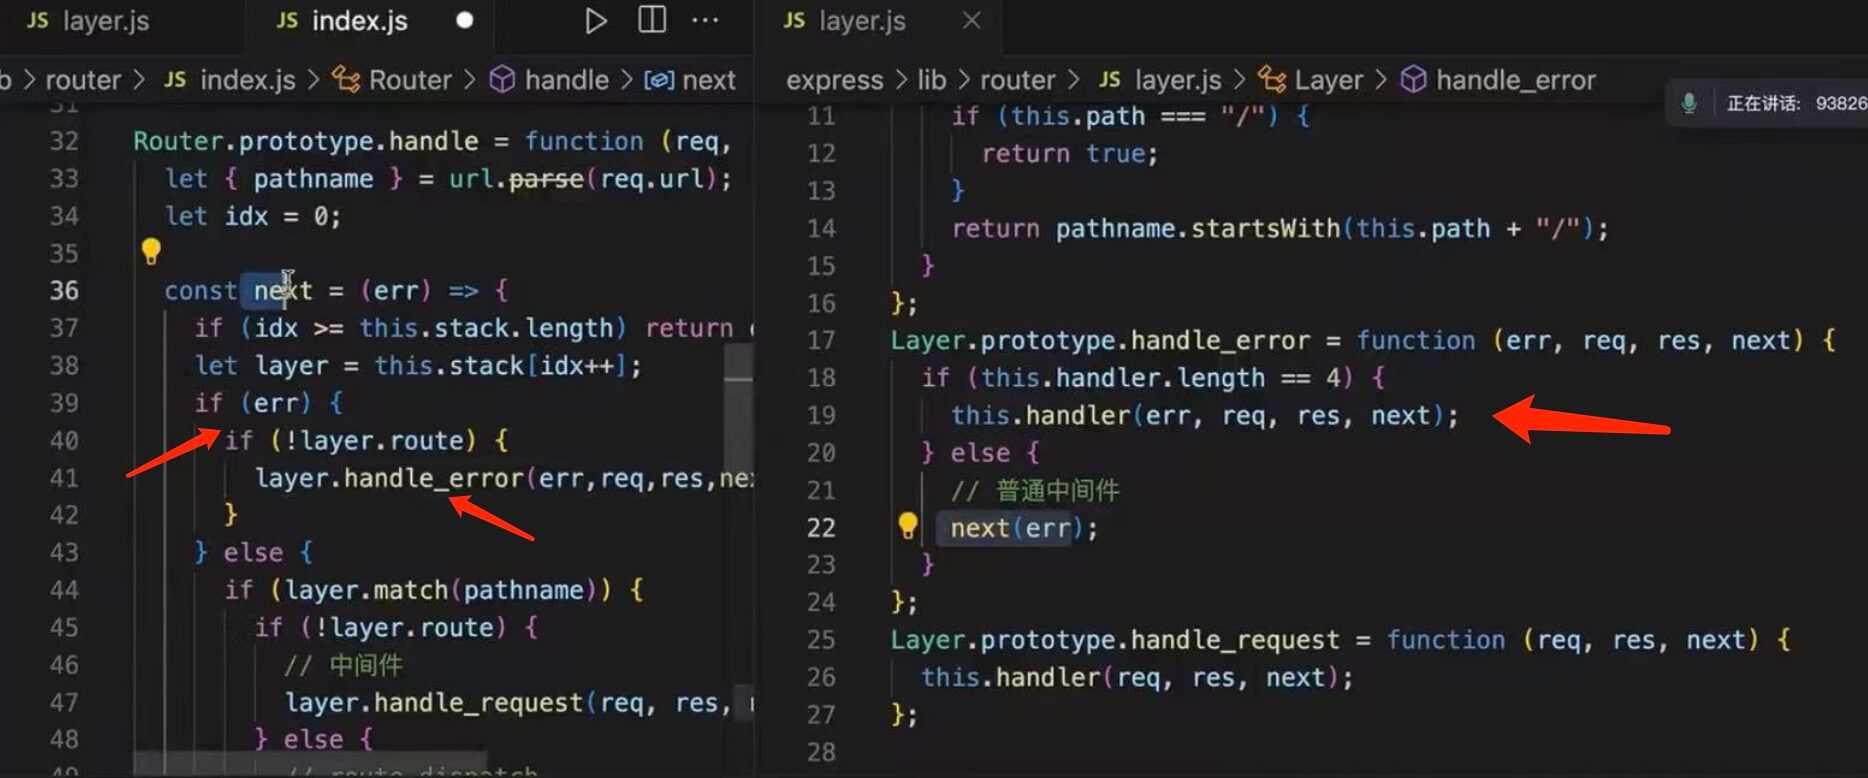 JS layer.js
JS index.js
JS layer.js
router > JS index.js > Router > handle > next
express > lib > router > JS layer.js > Layer > handle_error
正在讲话: 93826
31
32 Router.prototype.handle = function (req,
33 let { pathname } = url.parse(req.url);
34 let idx = 0;
35
36 const next = (err) => {
37 if (idx >= this.stack.length) return
38 let layer = this.stack[idx++];
39 if (err) {
40 if (!layer.route) {
41 layer.handle_error(err,req,res,ne
42 }
43 } else {
44 if (layer.match(pathname)) {
45 if (!layer.route) {
46 // 中间件
47 layer.handle_request(req, res,
48 } else {
49 // route dispatch
11 if (this.path === "/") {
12 return true;
13 }
14 return pathname.startsWith(this.path + "/");
15 }
16 };
17 Layer.prototype.handle_error = function (err, req, res, next) {
18 if (this.handler.length == 4) {
19 this.handler(err, req, res, next);
20 } else {
21 // 普通中间件
22 next(err);
23 }
24 };
25 Layer.prototype.handle_request = function (req, res, next) {
26 this.handler(req, res, next);
27 };
28